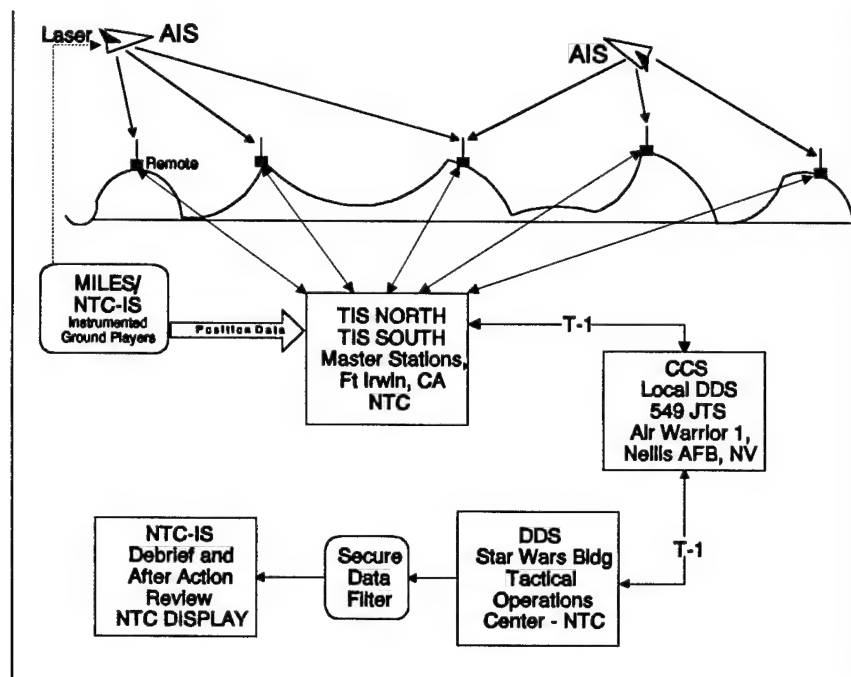 Laser
AIS
AIS
Remote
MILES/
NTC-IS
Instrumented
Ground Players
Position Data
TIS NORTH
TIS SOUTH
Master Stations,
Ft Irwin, CA
NTC
T-1
CCS
Local DDS
549 JTS
Air Warrior 1,
Nellis AFB, NV
T-1
NTC-IS
Debrief and
After Action
Review
NTC DISPLAY
Secure
Data
Filter
DDS
Star Wars Bldg
Tactical
Operations
Center - NTC